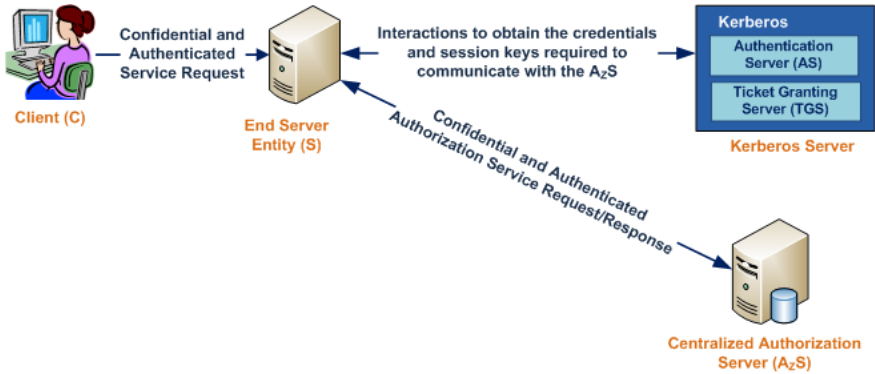 Confidential and
Authenticated
Service Request
Client (C)
End Server
Entity (S)
Interactions to obtain the credentials
and session keys required to
communicate with the AzS
Kerberos
Authentication
Server (AS)
Ticket Granting
Server (TGS)
Kerberos Server
Confidential and Authenticated
Authorization Service Request/Response
Centralized Authorization
Server (AzS)